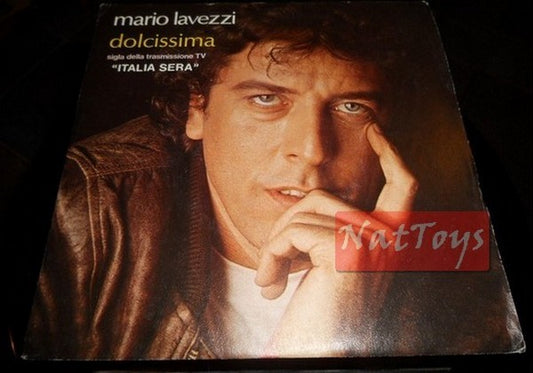 mario lavezzi
dolcissima
sigla della trasmissione TV
"ITALIA SERA"
NatToys